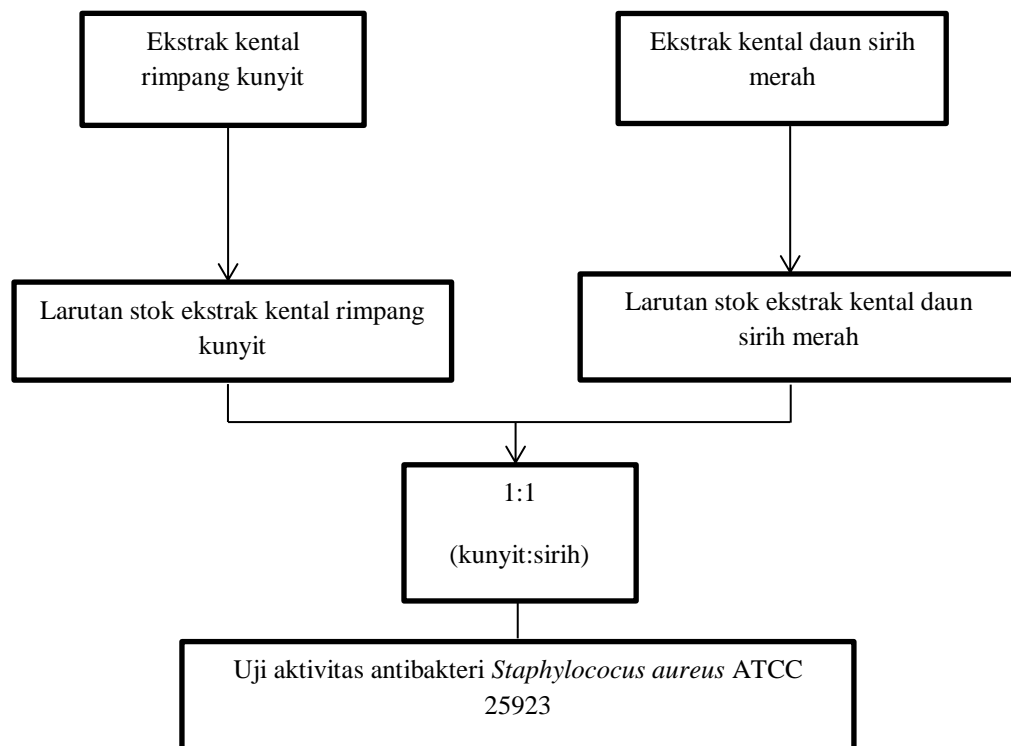 Ekstrak kental
rimpang kunyit
Ekstrak kental daun sirih
merah
Larutan stok ekstrak kental rimpang
kunyit
Larutan stok ekstrak kental daun
sirih merah
1:1
(kunyit:sirih)
Uji aktivitas antibakteri Staphylococus aureus ATCC
25923